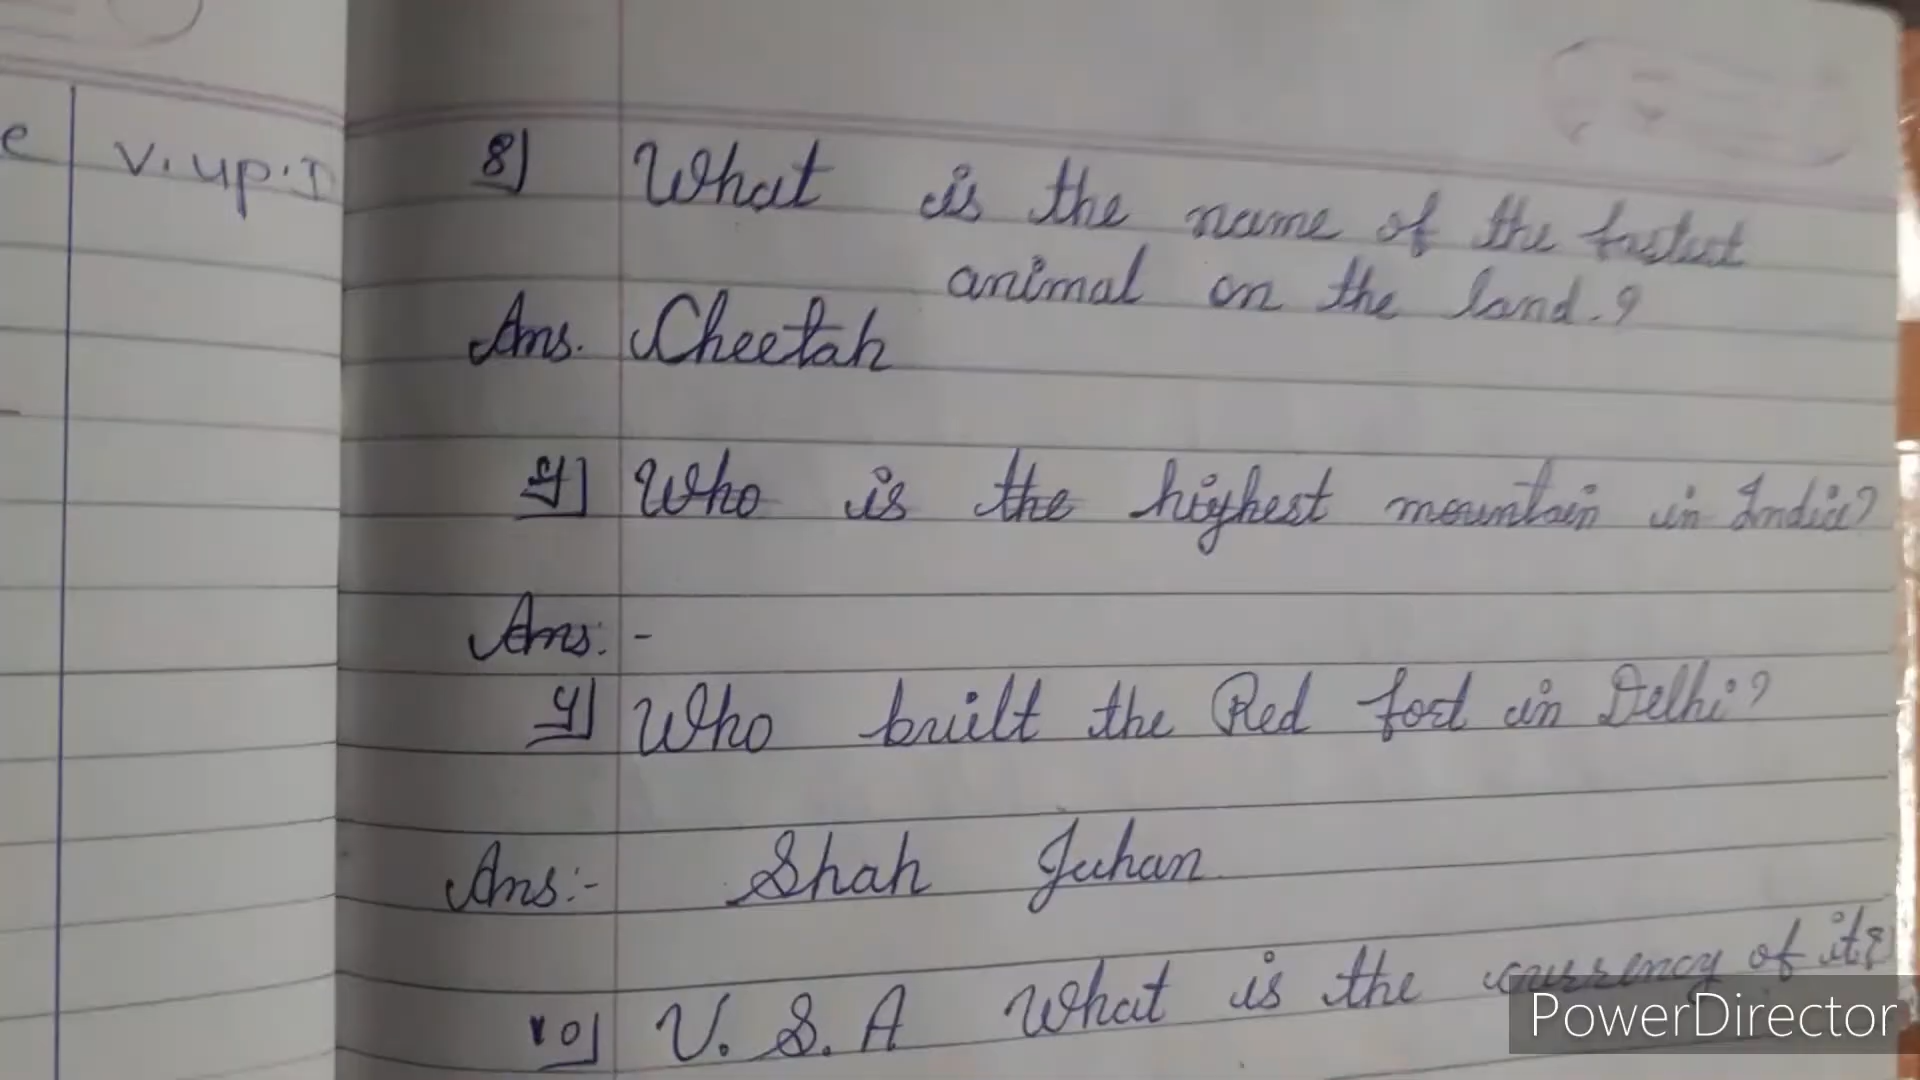 e
V. up. I
8) What is the name of the fastest
animal on the land.?
Ans. Cheetah
Who is the highest mountain in India?
Ans: -
9) Who built the Red fort in Delhi?
Ans:- Shah Juhan
10) U. S. A What is the currency of it?
PowerDirector